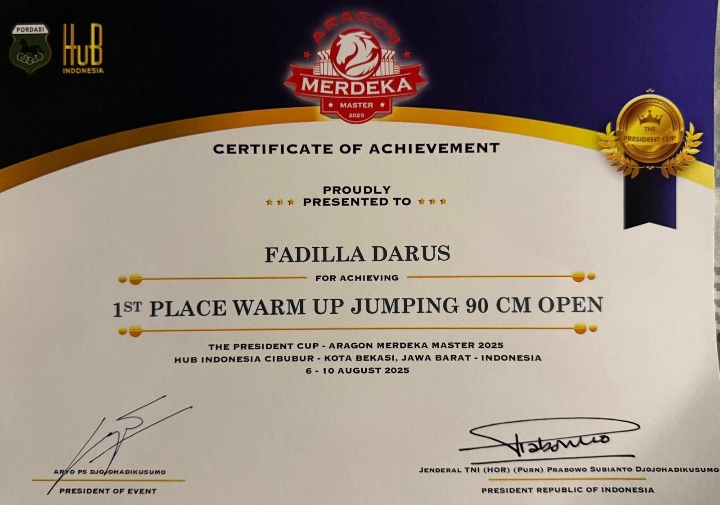 PORDASI
HuB
INDONESIA
ARAGON
MERDEKA
MASTER
2025
THE
PRESIDENT CUP
CERTIFICATE OF ACHIEVEMENT
PROUDLY
PRESENTED TO
FADILLA DARUS
FOR ACHIEVING
1ST PLACE WARM UP JUMPING 90 CM OPEN
THE PRESIDENT CUP - ARAGON MERDEKA MASTER 2025
HUB INDONESIA CIBUBUR - KOTA BEKASI, JAWA BARAT - INDONESIA
6 - 10 AUGUST 2025
Prabowo
ARYO PS DJOJOHADIKUSUMO
PRESIDENT OF EVENT
JENDERAL TNI (HOR) (PURN) PRABOWO SUBIANTO DJOJOHADIKUSUMO
PRESIDENT REPUBLIC OF INDONESIA